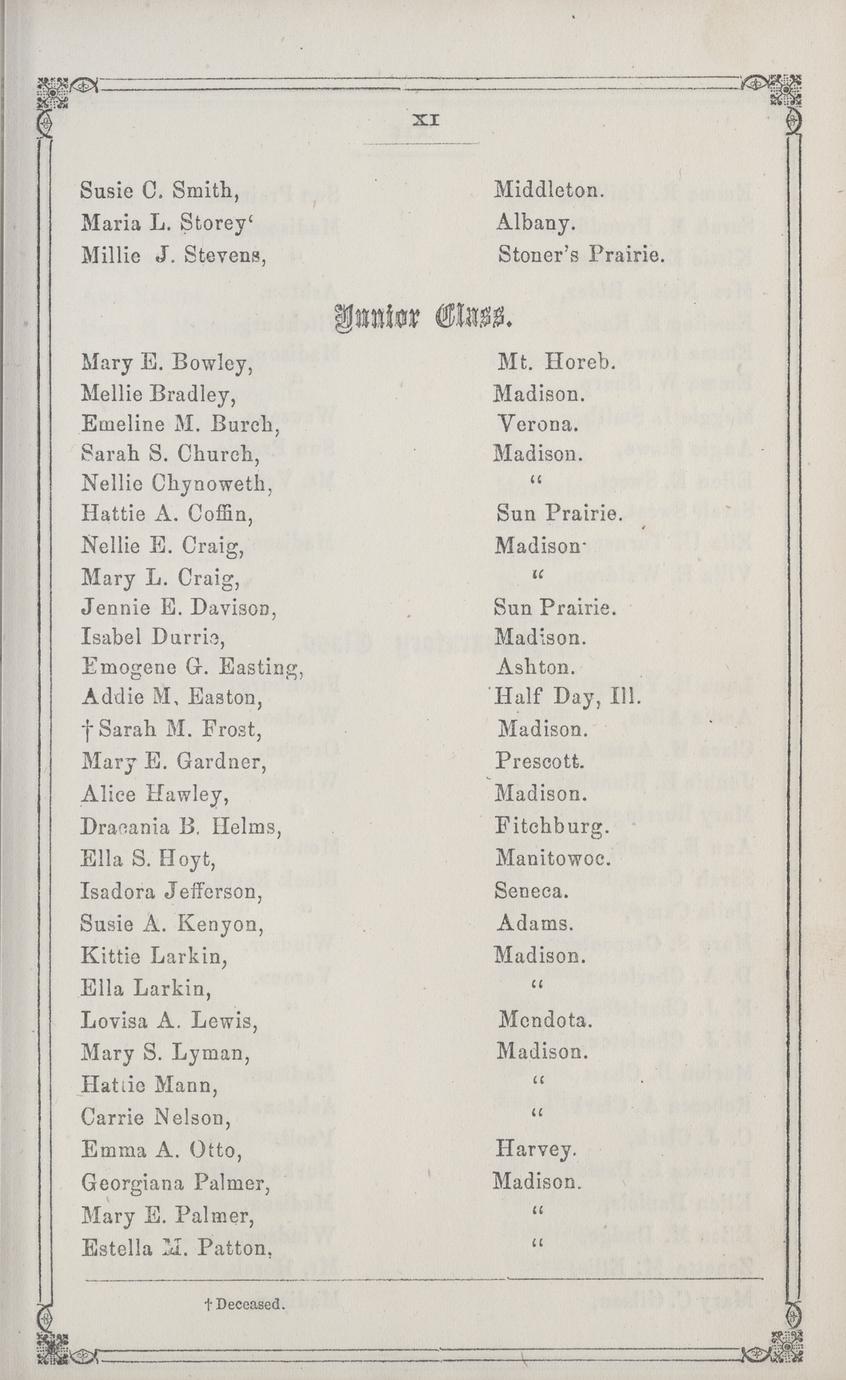 XI
Susie C. Smith, Middleton.
Maria L. Storey‘ Albany.
Millie J. Stevens, Stoner's Prairie.
Junior Class.
Mary E. Bowley, Mt. Horeb.
Mellie Bradley, Madison.
Emeline M. Burch, Verona.
Sarah S. Church, Madison.
Nellie Chynoweth, “
Hattie A. Coffin, Sun Prairie.
Nellie E. Craig, Madison·
Mary L. Craig, “
Jennie E. Davison, Sun Prairie.
Isabel Durrie, Madison.
Emogene G. Easting, Ashton.
Addie M, Easton, Half Day, Ill.
† Sarah M. Frost, Madison.
Mary E. Gardner, Prescott.
Alice Hawley, Madison.
Dracania B. Helms, Fitchburg.
Ella S. Hoyt, Manitowoc.
Isadora Jefferson, Seneca.
Susie A. Kenyon, Adams.
Kittie Larkin, Madison.
Ella Larkin, “
Lovisa A. Lewis, Mendota.
Mary S. Lyman, Madison.
Hattie Mann, “
Carrie Nelson, “
Emma A. Otto, Harvey.
Georgiana Palmer, Madison.
Mary E. Palmer, “
Estella M. Patton, “
† Deceased.